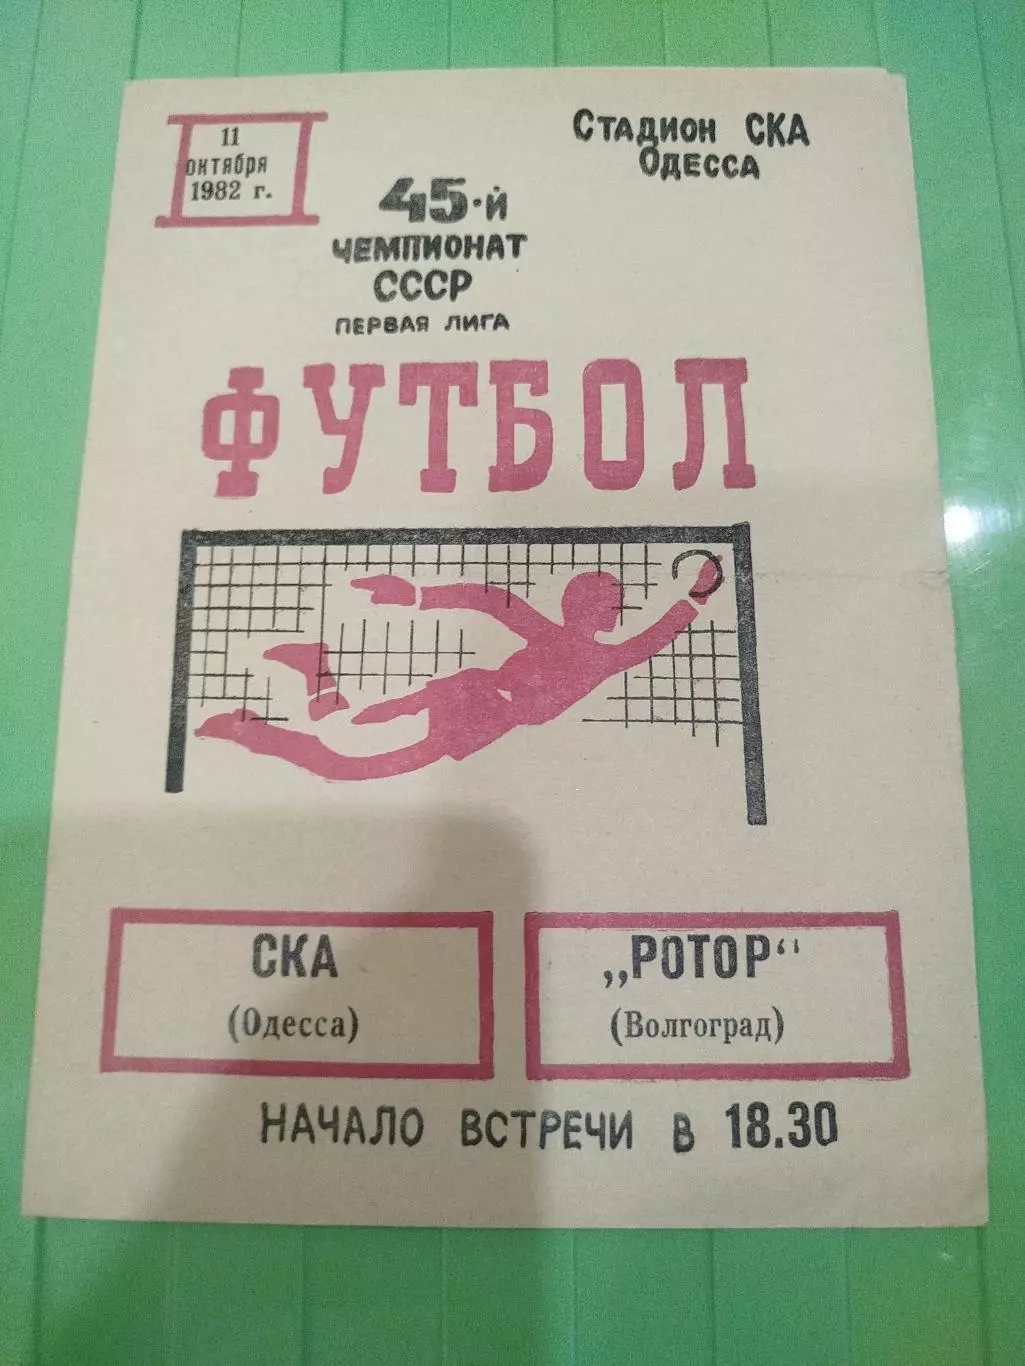 11
октября
1982 г.
Стадион СКА
Одесса
45-й
ЧЕМПИОНАТ
СССР
ПЕРВАЯ ЛИГА
ФУТБОЛ
СКА
(Одесса)
„РОТОР“
(Волгоград)
НАЧАЛО ВСТРЕЧИ В 18.30